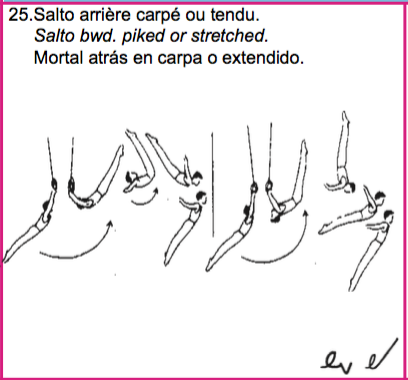 25.Salto arrière carpé ou tendu.
Salto bwd. piked or stretched.
Mortal atrás en carpa o extendido.